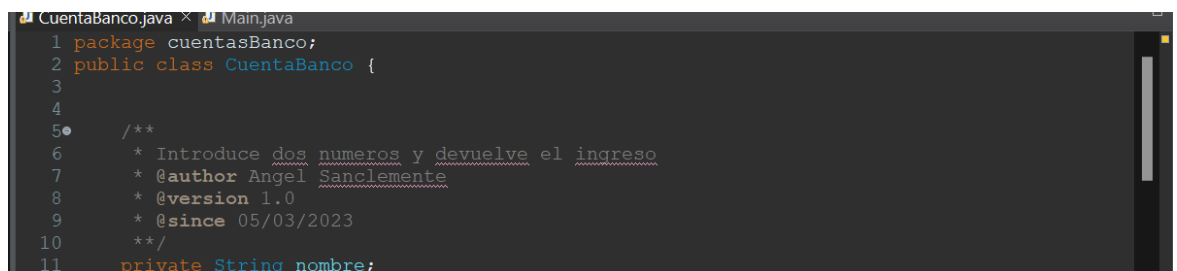 CuentaBanco.java × Main.java
1 package cuentasBanco;
2 public class CuentaBanco {
3
4
5 /**
6 * Introduce dos numeros y devuelve el ingreso
7 * @author Angel Sanclemente
8 * @version 1.0
9 * @since 05/03/2023
10 **/
11 private String nombre;